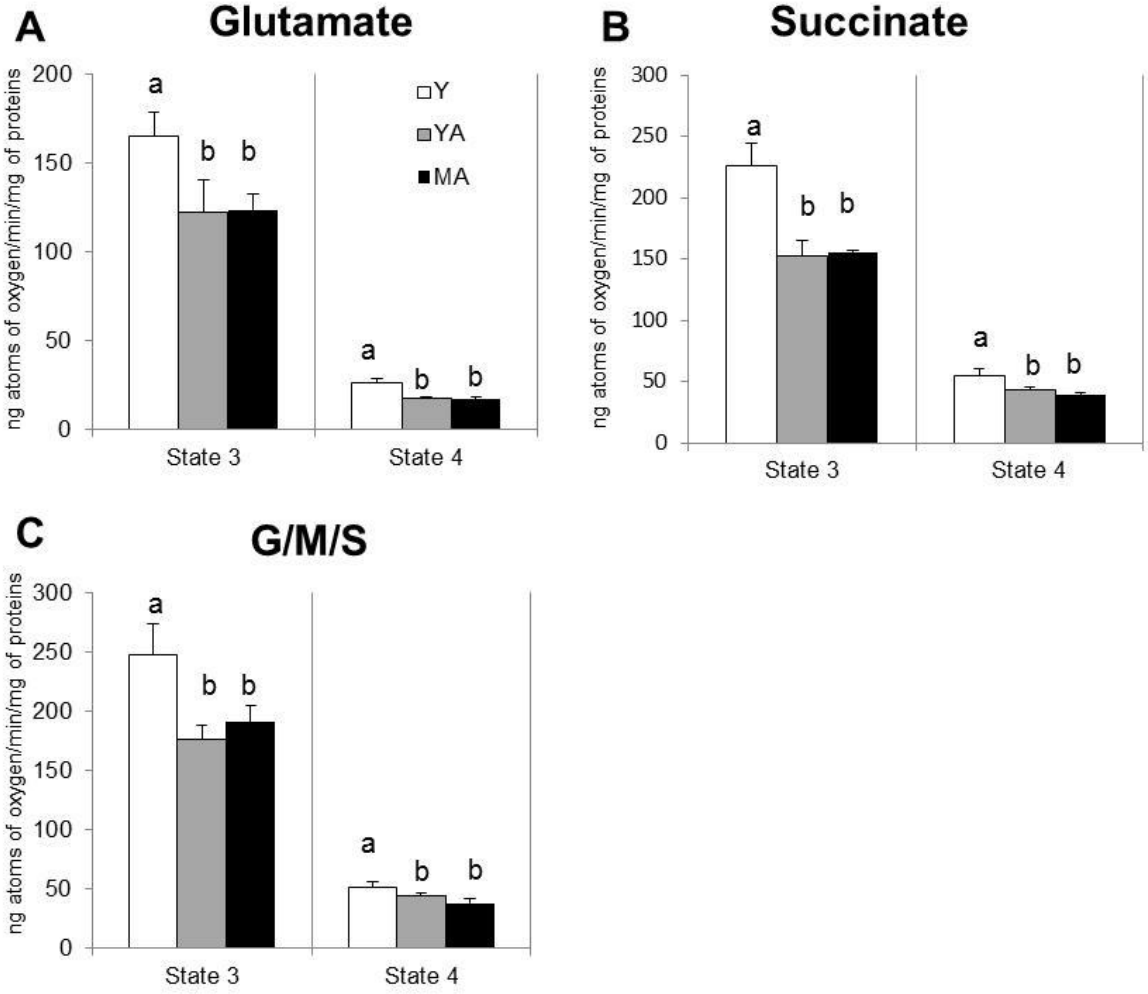 A
Glutamate
ng atoms of oxygen/min/mg of proteins
200
150
100
50
0
a
b
b
a
b
b
Y
YA
MA
State 3
State 4
B
Succinate
ng atoms of oxygen/min/mg of proteins
300
250
200
150
100
50
0
a
b
b
a
b
b
State 3
State 4
C
G/M/S
ng atoms of oxygen/min/mg of proteins
300
250
200
150
100
50
0
a
b
b
a
b
b
State 3
State 4